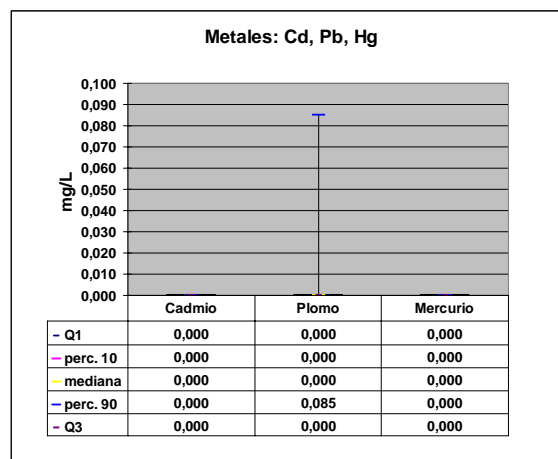 Metales: Cd, Pb, Hg
mg/L
0,100
0,090
0,080
0,070
0,060
0,050
0,040
0,030
0,020
0,010
0,000
Cadmio Plomo Mercurio
Q1 0,000 0,000 0,000
perc. 10 0,000 0,000 0,000
mediana 0,000 0,000 0,000
perc. 90 0,000 0,085 0,000
Q3 0,000 0,000 0,000